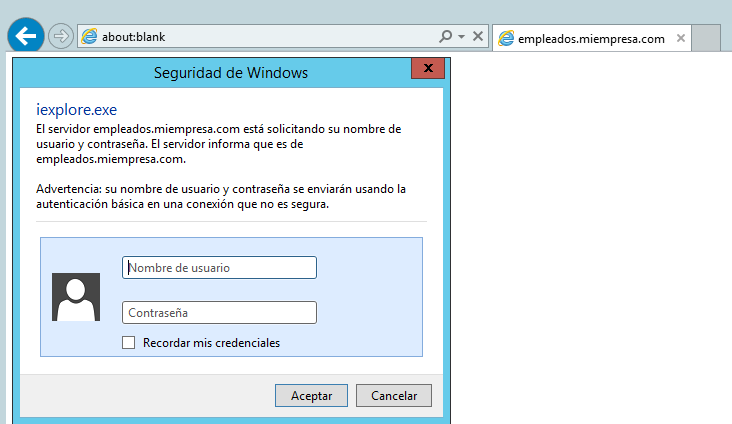 about:blank
empleados.miempresa.com
Seguridad de Windows
x
iexplore.exe
El servidor empleados.miempresa.com está solicitando su nombre de
usuario y contraseña. El servidor informa que es de
empleados.miempresa.com.
Advertencia: su nombre de usuario y contraseña se enviarán usando la
autenticación básica en una conexión que no es segura.
Nombre de usuario
Contraseña
Recordar mis credenciales
Aceptar
Cancelar